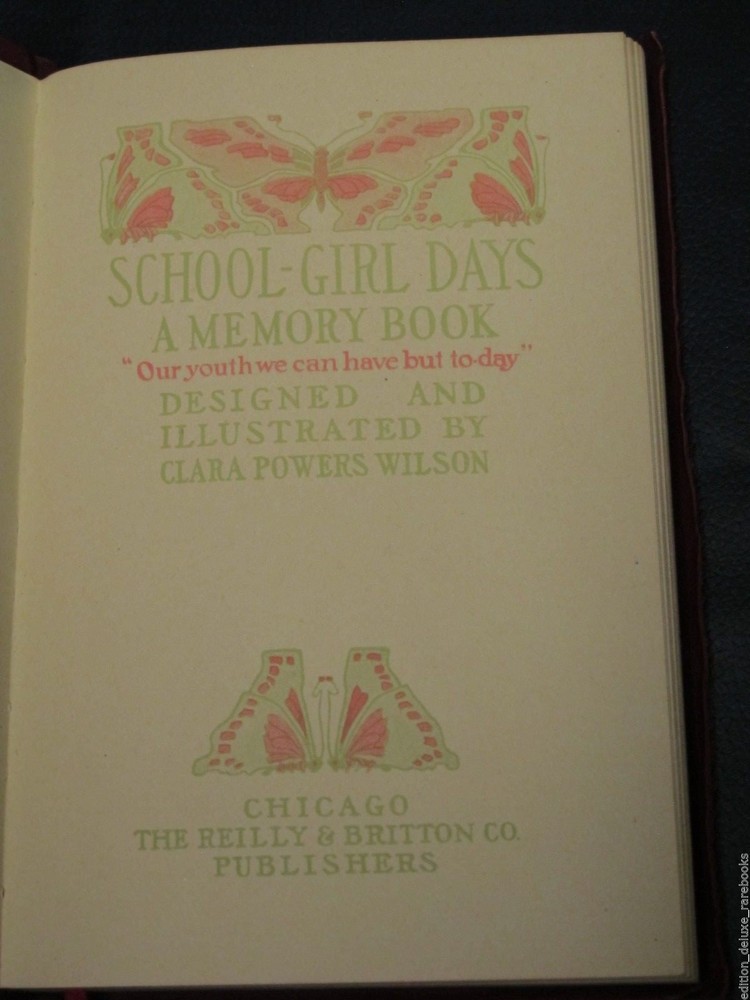 SCHOOL-GIRL DAYS
A MEMORY BOOK
"Our youth we can have but to-day"
DESIGNED AND
ILLUSTRATED BY
CLARA POWERS WILSON
CHICAGO
THE REILLY & BRITTON CO.
PUBLISHERS
edition_deluxe_rarebooks